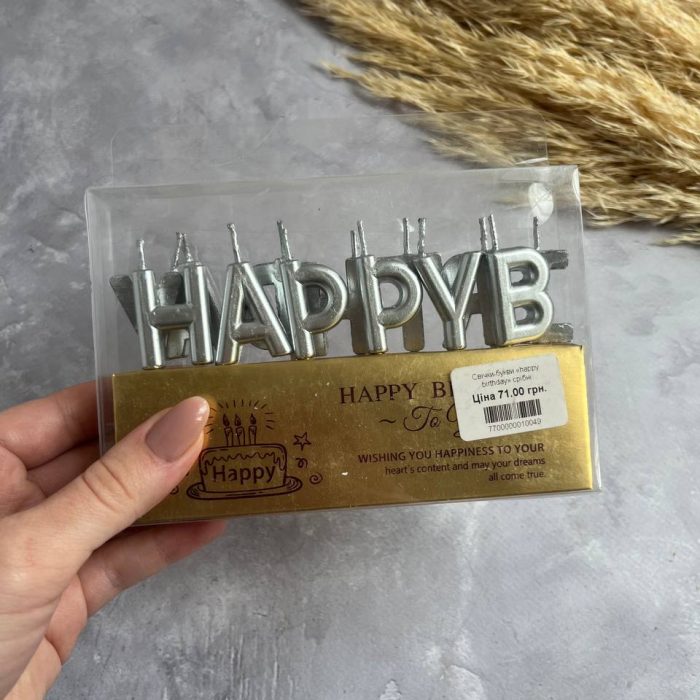 HAPPYB
HAPPY B
~ To
Happy
WISHING YOU HAPPINESS TO YOUR
heart's content and may your dreams
all come true.
Свічки-букви «happy
birthday» срібні
Ціна 71.00 грн.
7700000010049